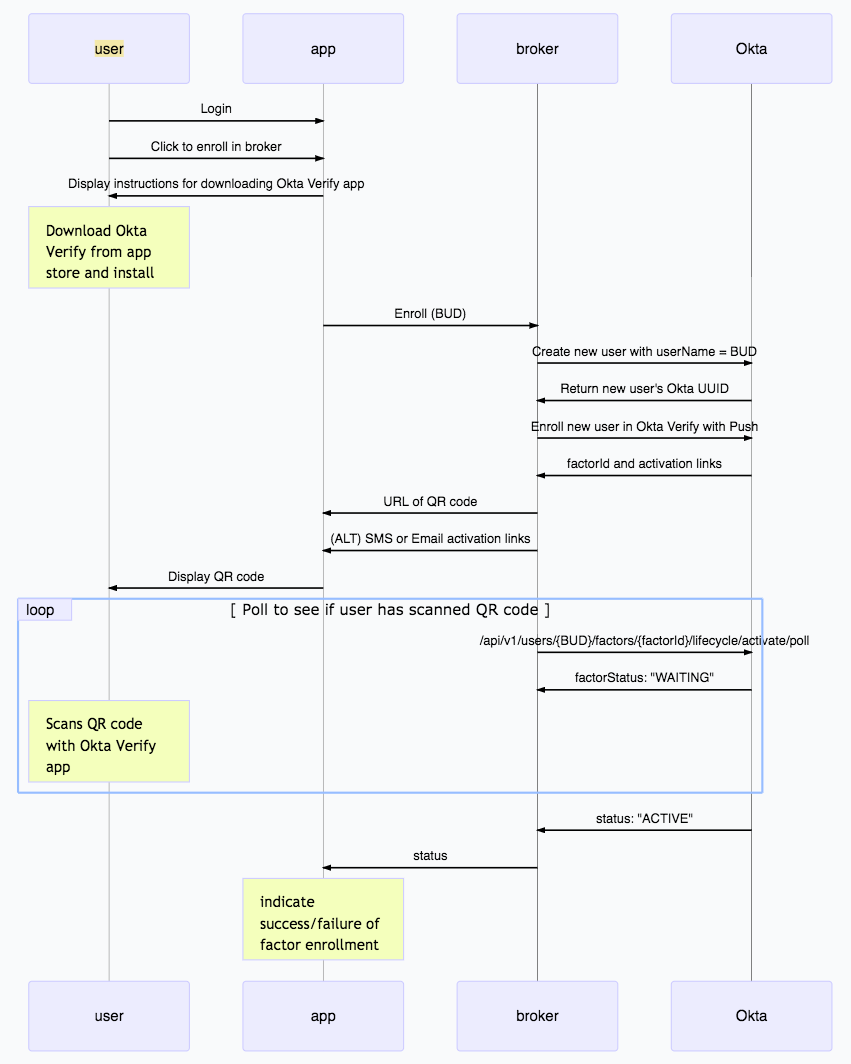 user
app
broker
Okta
Login
Click to enroll in broker
Display instructions for downloading Okta Verify app
Download Okta
Verify from app
store and install
Enroll (BUD)
Create new user with userName = BUD
Return new user's Okta UUID
Enroll new user in Okta Verify with Push
factorId and activation links
URL of QR code
(ALT) SMS or Email activation links
Display QR code
loop
[ Poll to see if user has scanned QR code ]
/api/v1/users/{BUD}/factors/{factorId}/lifecycle/activate/poll
factorStatus: "WAITING"
Scans QR code
with Okta Verify
app
status: "ACTIVE"
status
indicate
success/failure of
factor enrollment
user
app
broker
Okta